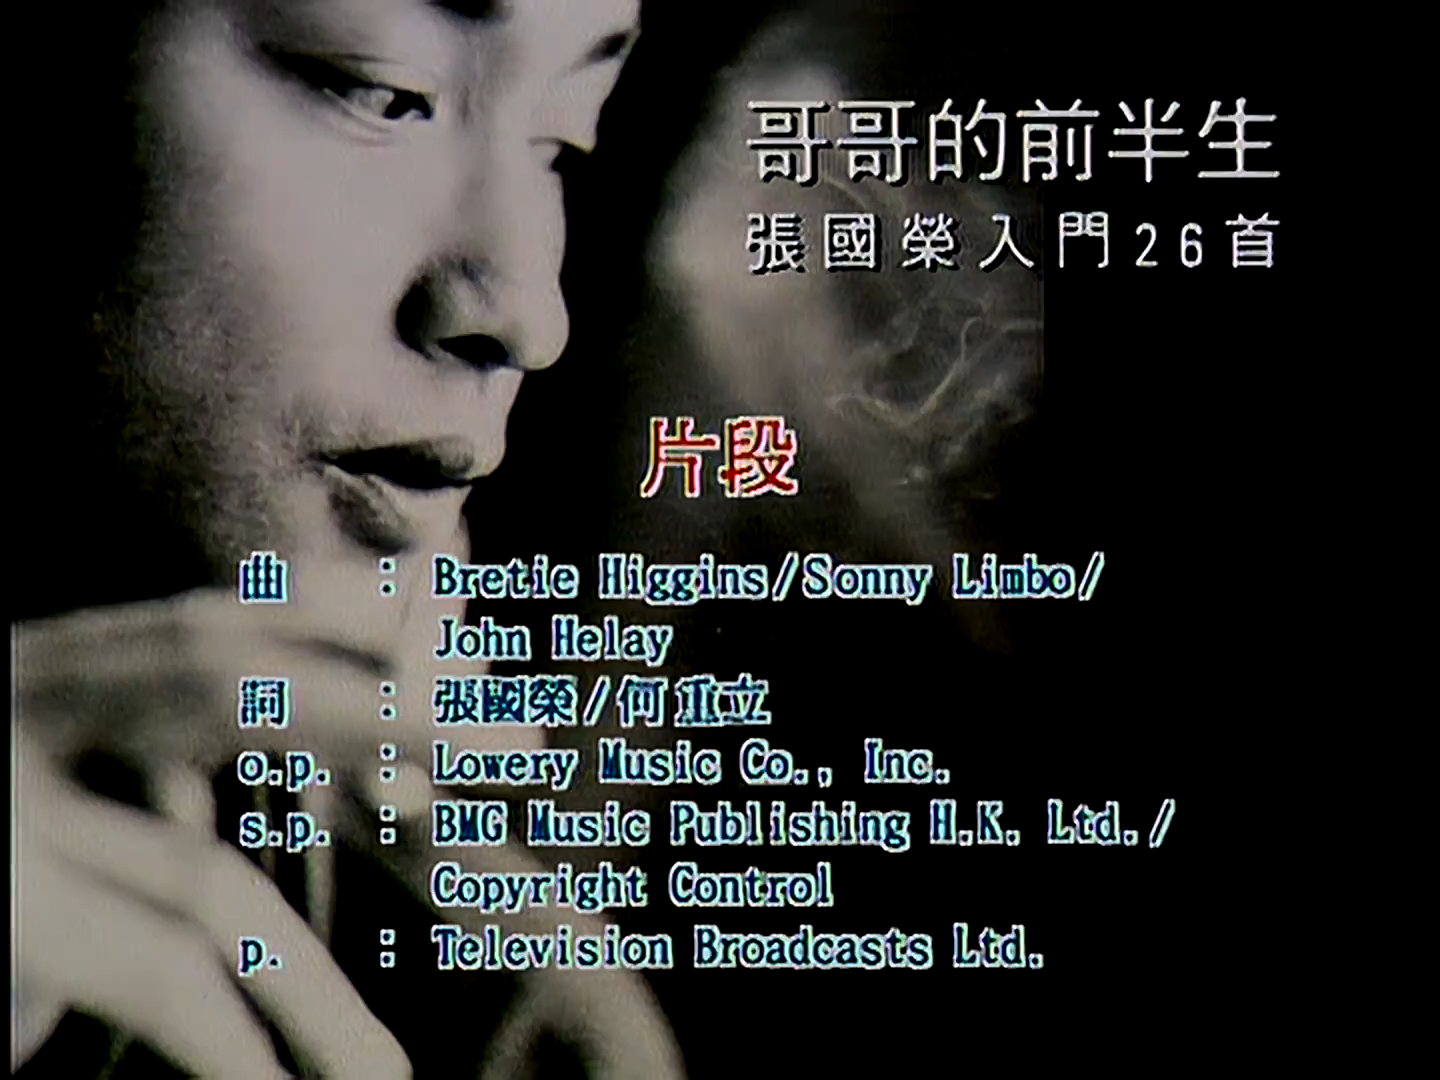 哥哥的前半生
張國榮入門26首
片段
曲 : Bretie Higgins/Sonny Limbo/
John Helay
詞 : 張國榮/何重立
o.p. : Lowery Music Co., Inc.
s.p. : BMG Music Publishing H.K. Ltd./
Copyright Control
p. : Television Broadcasts Ltd.